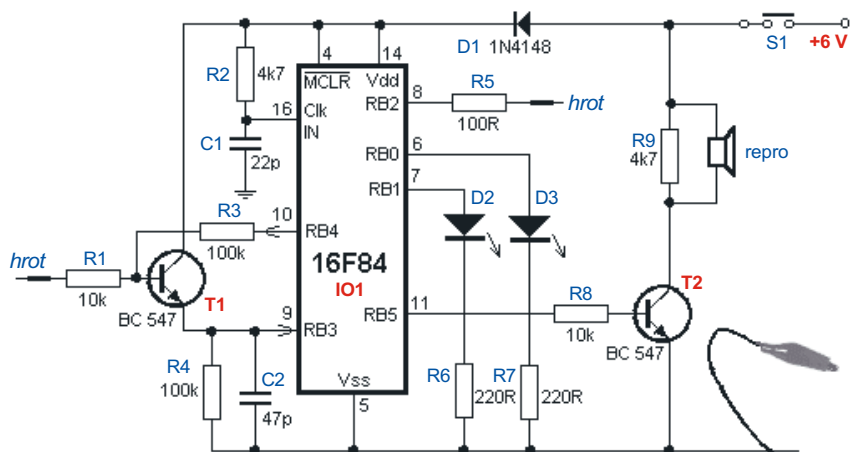 D1 1N4148
S1
+6 V
R2
4k7
4
14
MCLR
Vdd
8
RB2
R5
100R
hrot
16
Clk
IN
C1
22p
6
RB0
R9
4k7
repro
7
RB1
D2
D3
R3
100k
10
RB4
hrot
R1
10k
T1
BC 547
16F84
IO1
9
RB3
11
RB5
R8
10k
T2
BC 547
R4
100k
C2
47p
Vss
5
R6
220R
R7
220R